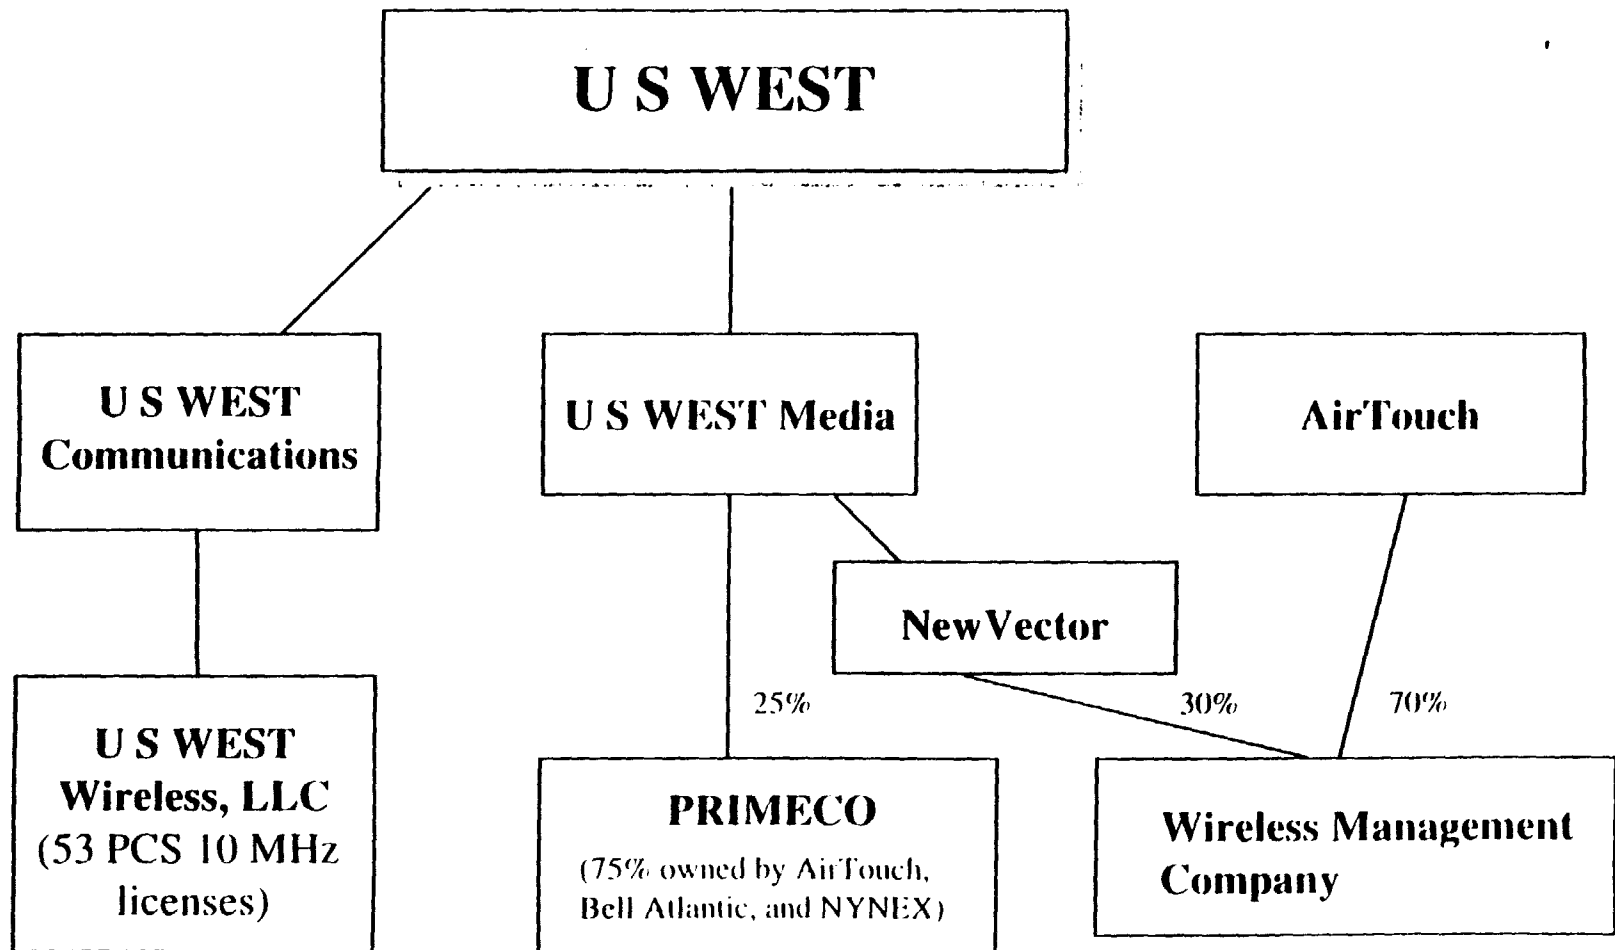 U S WEST
U S WEST
Communications
U S WEST Media
AirTouch
NewVector
25%
30%
70%
U S WEST
Wireless, LLC
(53 PCS 10 MHz
licenses)
PRIMECO
(75% owned by AirTouch,
Bell Atlantic, and NYNEX)
Wireless Management
Company